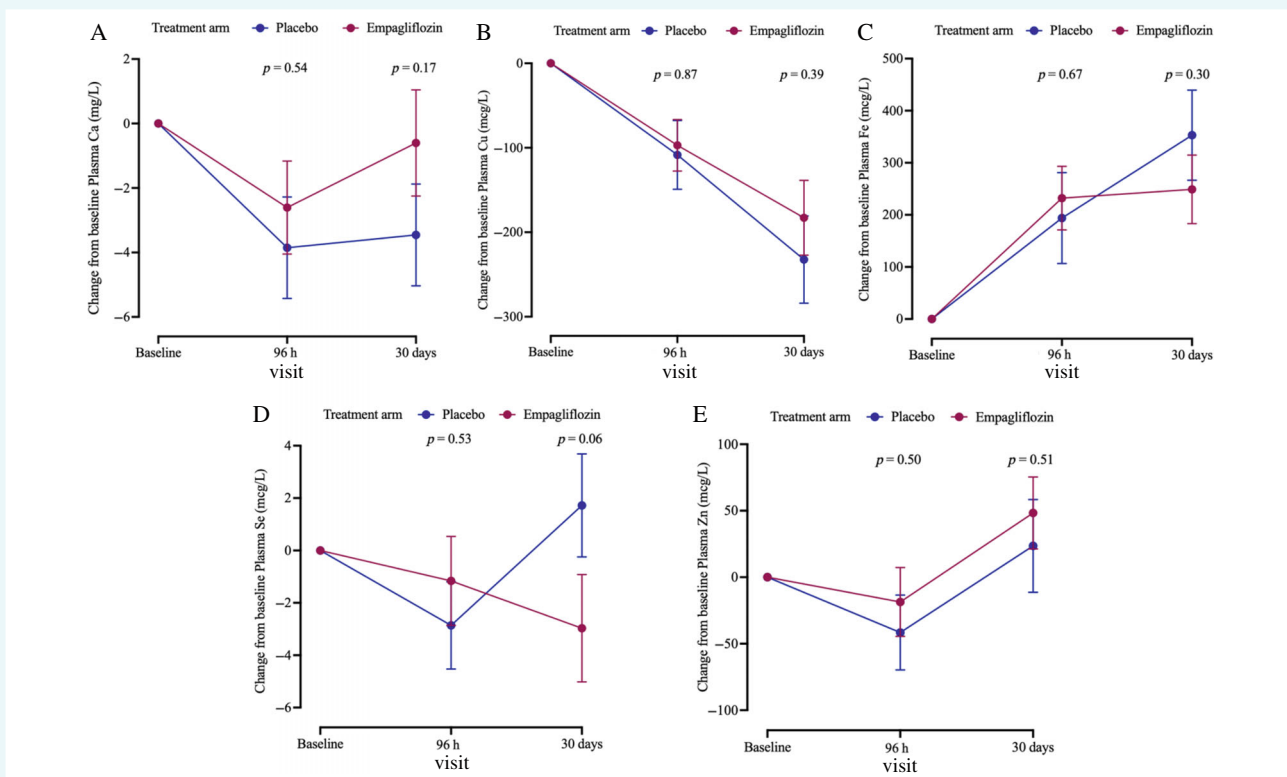 A Treatment arm Placebo Empagliflozin
p = 0.54 p = 0.17
Change from baseline Plasma Ca (mg/L)
2
0
−2
−4
−6
Baseline 96 h 30 days
visit
B Treatment arm Placebo Empagliflozin
p = 0.87 p = 0.39
Change from baseline Plasma Cu (mcg/L)
0
−100
−200
−300
Baseline 96 h 30 days
visit
C Treatment arm Placebo Empagliflozin
p = 0.67 p = 0.30
Change from baseline Plasma Fe (mcg/L)
500
400
300
200
100
0
Baseline 96 h 30 days
visit
D Treatment arm Placebo Empagliflozin
p = 0.53 p = 0.06
Change from baseline Plasma Se (mcg/L)
4
2
0
−2
−4
−6
Baseline 96 h 30 days
visit
E Treatment arm Placebo Empagliflozin
p = 0.50 p = 0.51
Change from baseline Plasma Zn (mcg/L)
100
50
0
−50
−100
Baseline 96 h 30 days
visit